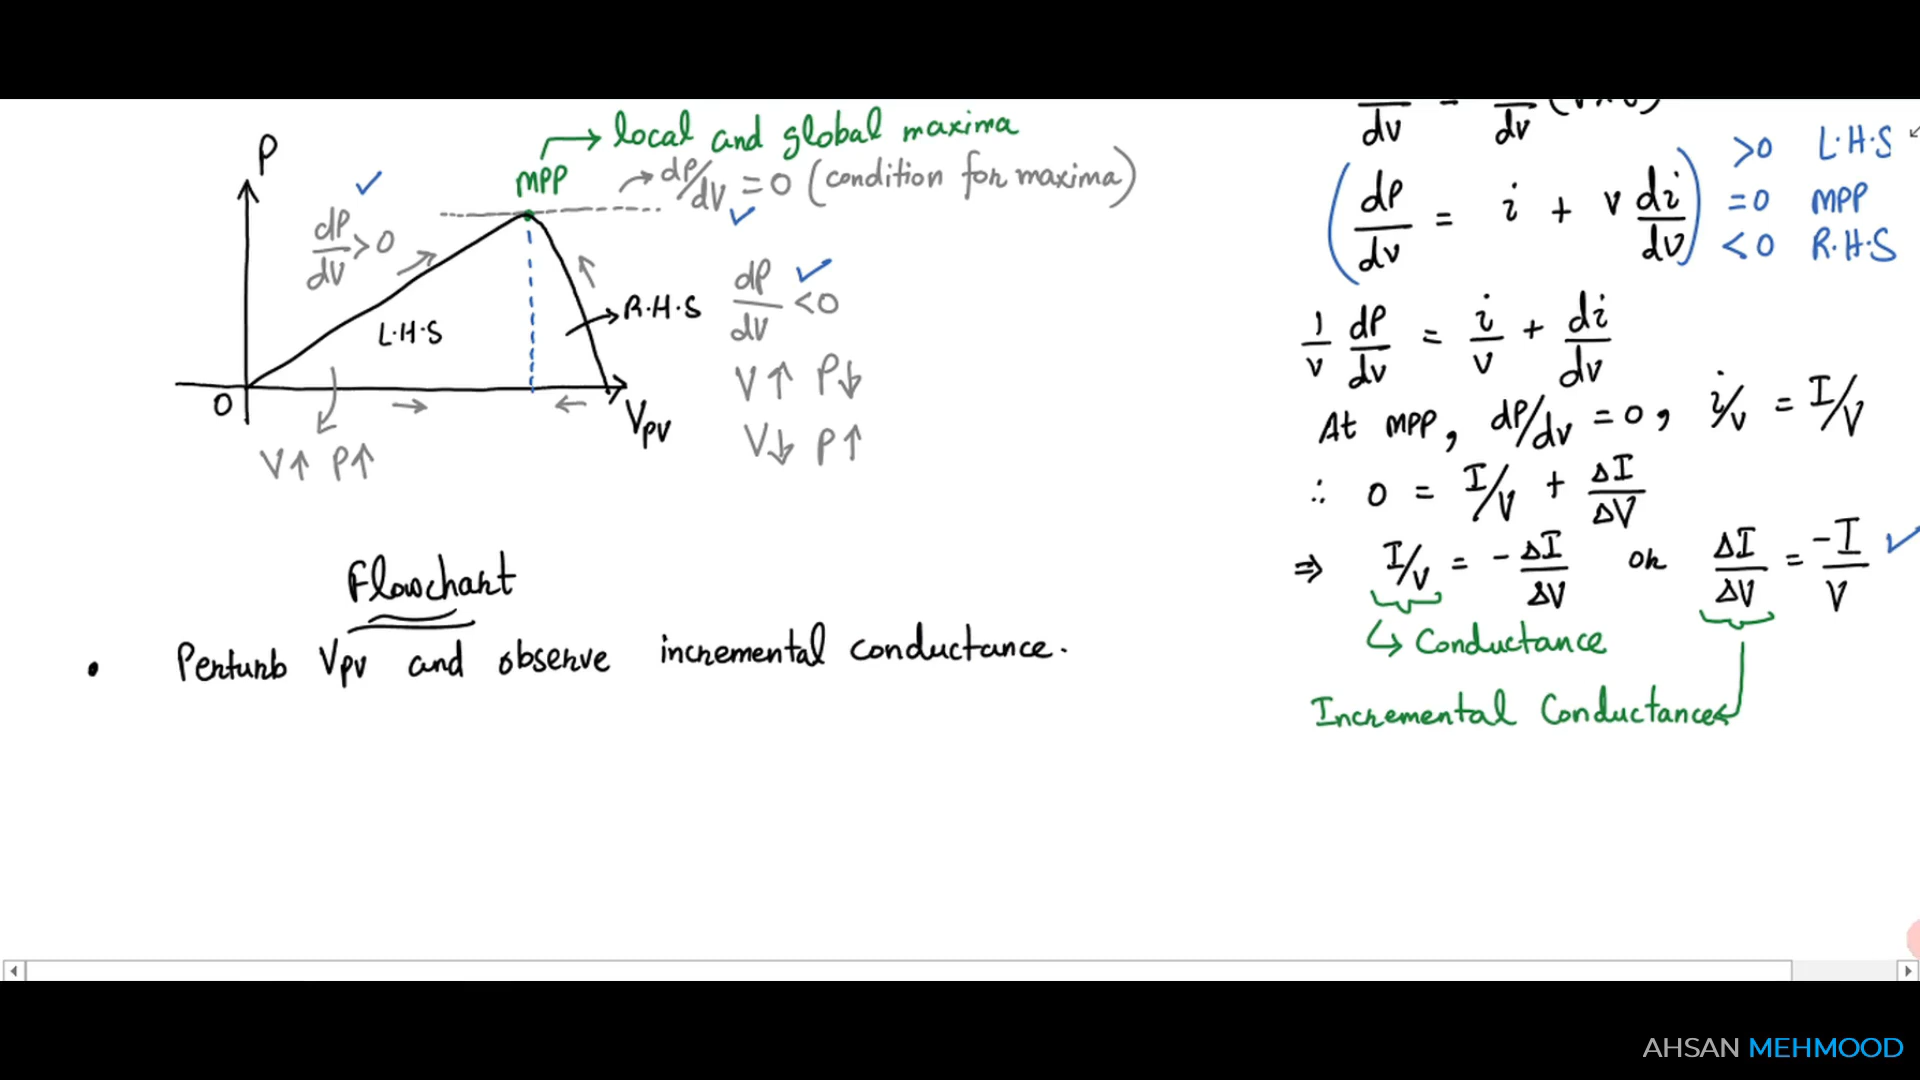 P
MPP → local and global maxima
→ dP/dV = 0 (condition for maxima)
dP/dV > 0
L.H.S
R.H.S
dP/dV < 0
V↑ P↓
V↓ P↑
0
Vpv
V↑ P↑
Flowchart
• Perturb Vpv and observe incremental conductance.
dv = dv
dP/dv = i + v di/dv
>0 L.H.S
=0 MPP
<0 R.H.S
1/v dP/dv = i/v + di/dv
At MPP, dP/dv = 0, i/v = I/V
∴ 0 = I/V + ΔI/ΔV
⇒ I/V = -ΔI/ΔV or ΔI/ΔV = -I/V
↳ Conductance
Incremental Conductance
AHSAN MEHMOOD